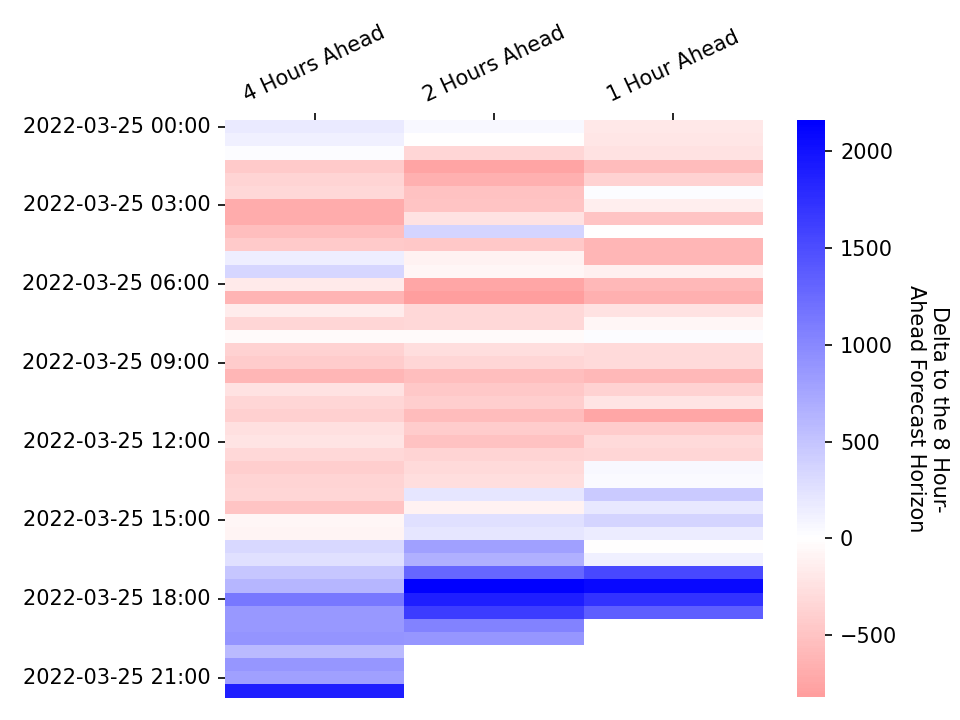 4 Hours Ahead
2 Hours Ahead
1 Hour Ahead
2022-03-25 00:00
2022-03-25 03:00
2022-03-25 06:00
2022-03-25 09:00
2022-03-25 12:00
2022-03-25 15:00
2022-03-25 18:00
2022-03-25 21:00
2000
1500
1000
500
0
−500
Delta to the 8 Hour-
Ahead Forecast Horizon